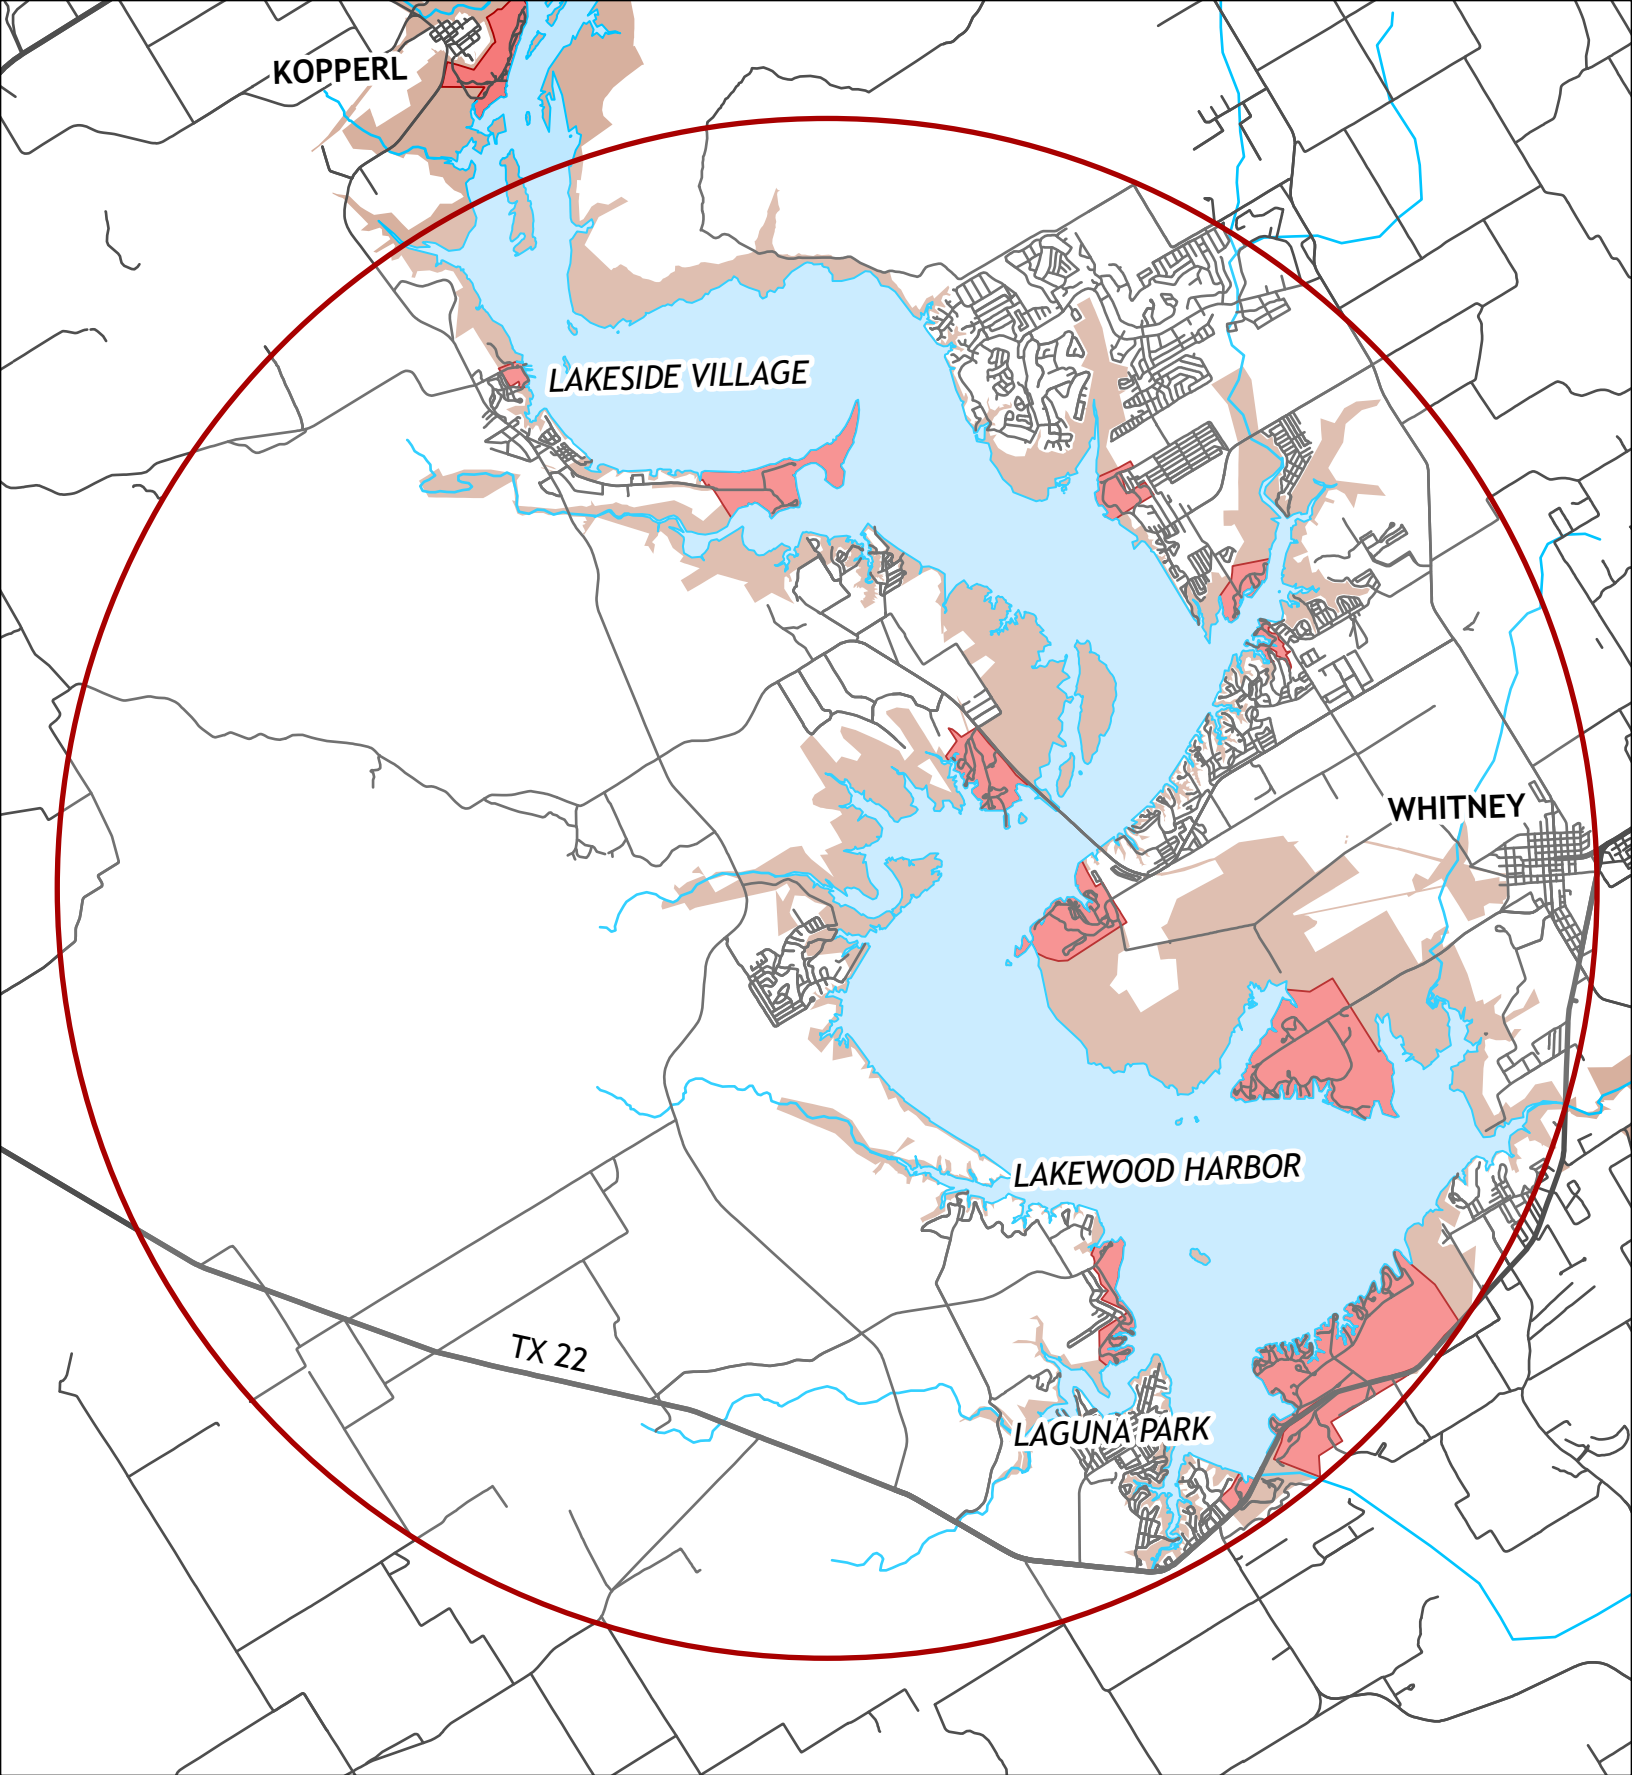 KOPPERL
LAKESIDE VILLAGE
WHITNEY
LAKEWOOD HARBOR
TX 22
LAGUNA PARK